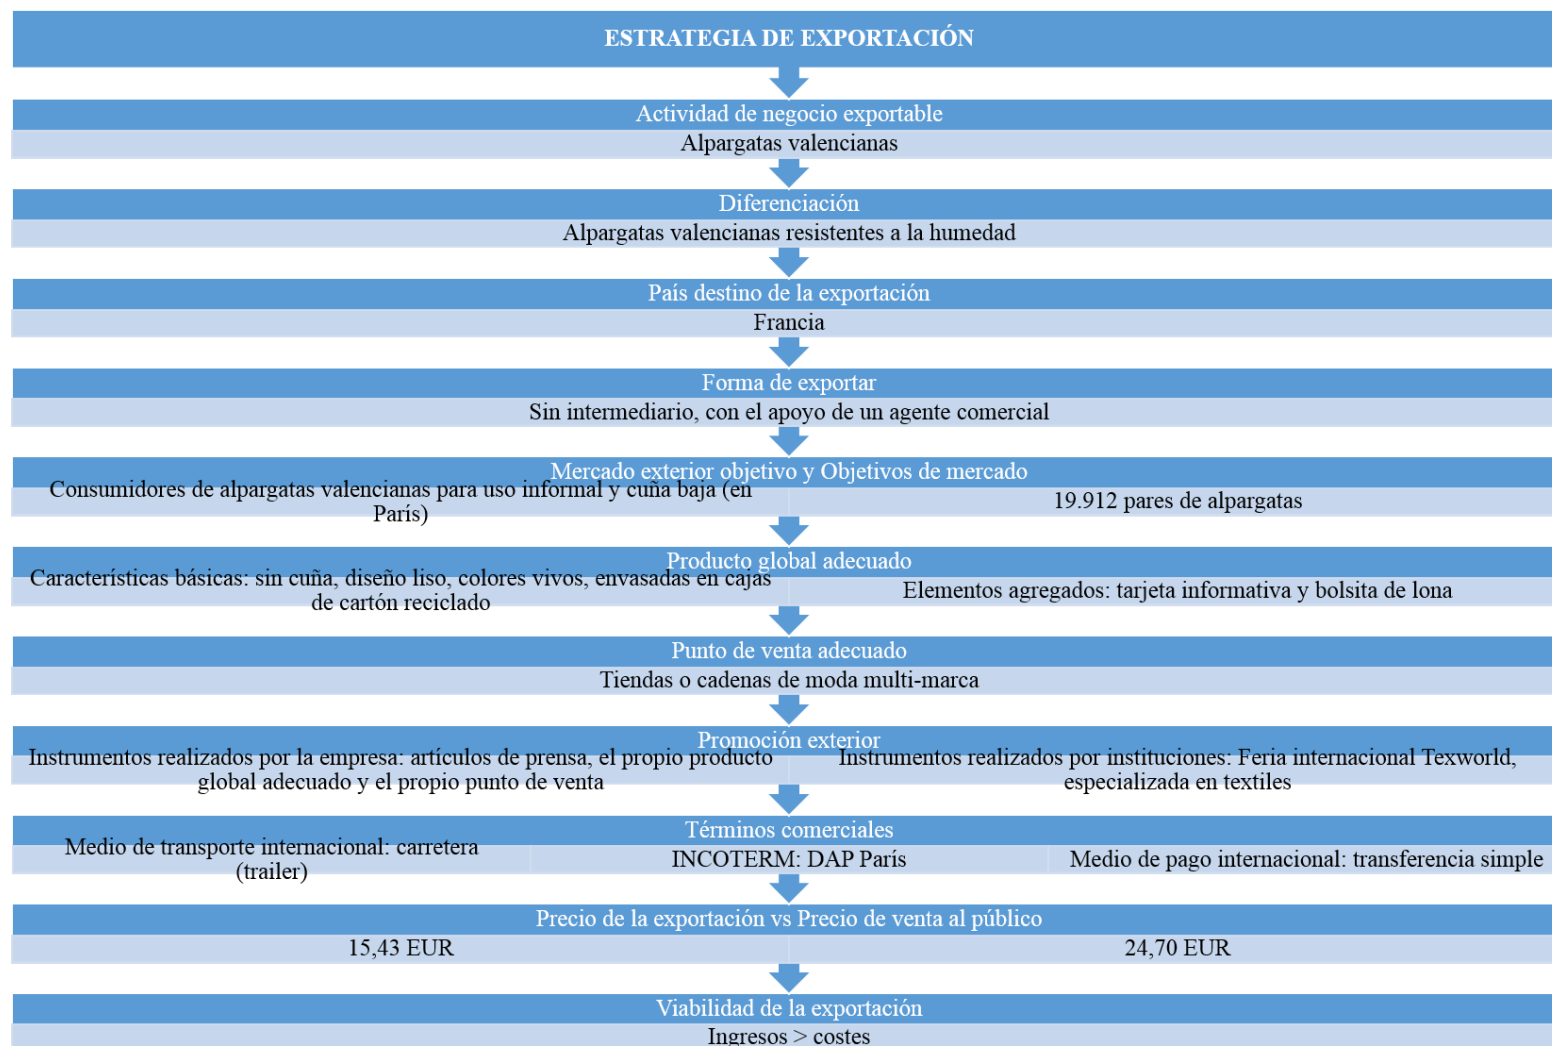 ESTRATEGIA DE EXPORTACIÓN
Actividad de negocio exportable
Alpargatas valencianas
Diferenciación
Alpargatas valencianas resistentes a la humedad
País destino de la exportación
Francia
Forma de exportar
Sin intermediario, con el apoyo de un agente comercial
Mercado exterior objetivo y Objetivos de mercado
Consumidores de alpargatas valencianas para uso informal y cuña baja (en
París)
19.912 pares de alpargatas
Producto global adecuado
Características básicas: sin cuña, diseño liso, colores vivos, envasadas en cajas
de cartón reciclado
Elementos agregados: tarjeta informativa y bolsita de lona
Punto de venta adecuado
Tiendas o cadenas de moda multi-marca
Promoción exterior
Instrumentos realizados por la empresa: artículos de prensa, el propio producto
global adecuado y el propio punto de venta
Instrumentos realizados por instituciones: Feria internacional Texworld,
especializada en textiles
Términos comerciales
Medio de transporte internacional: carretera
(trailer)
INCOTERM: DAP París
Medio de pago internacional: transferencia simple
Precio de la exportación vs Precio de venta al público
15,43 EUR
24,70 EUR
Viabilidad de la exportación
Ingresos > costes